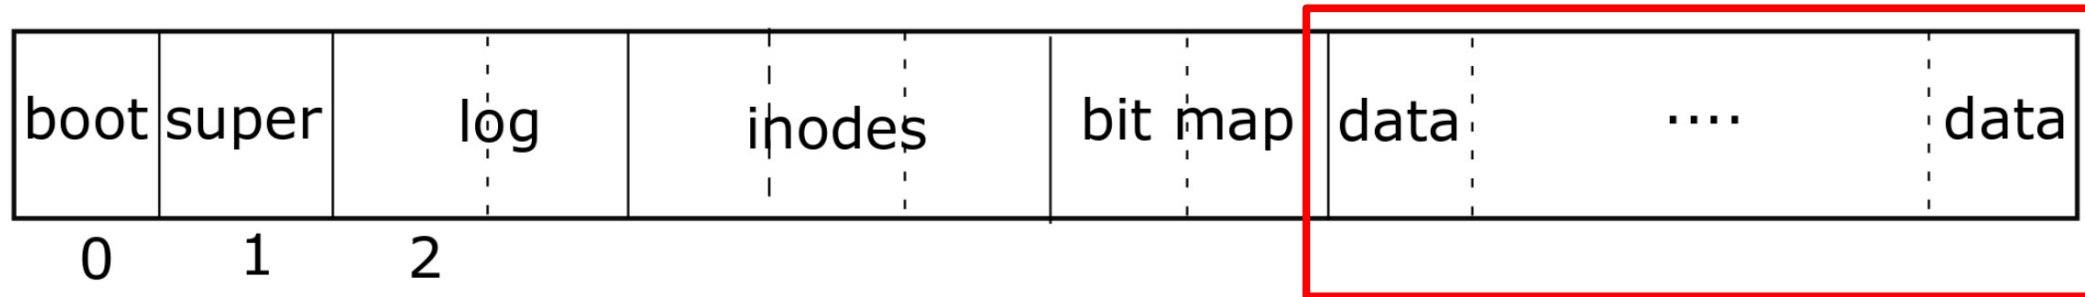 boot super log inodes bit map data .... data
0 1 2